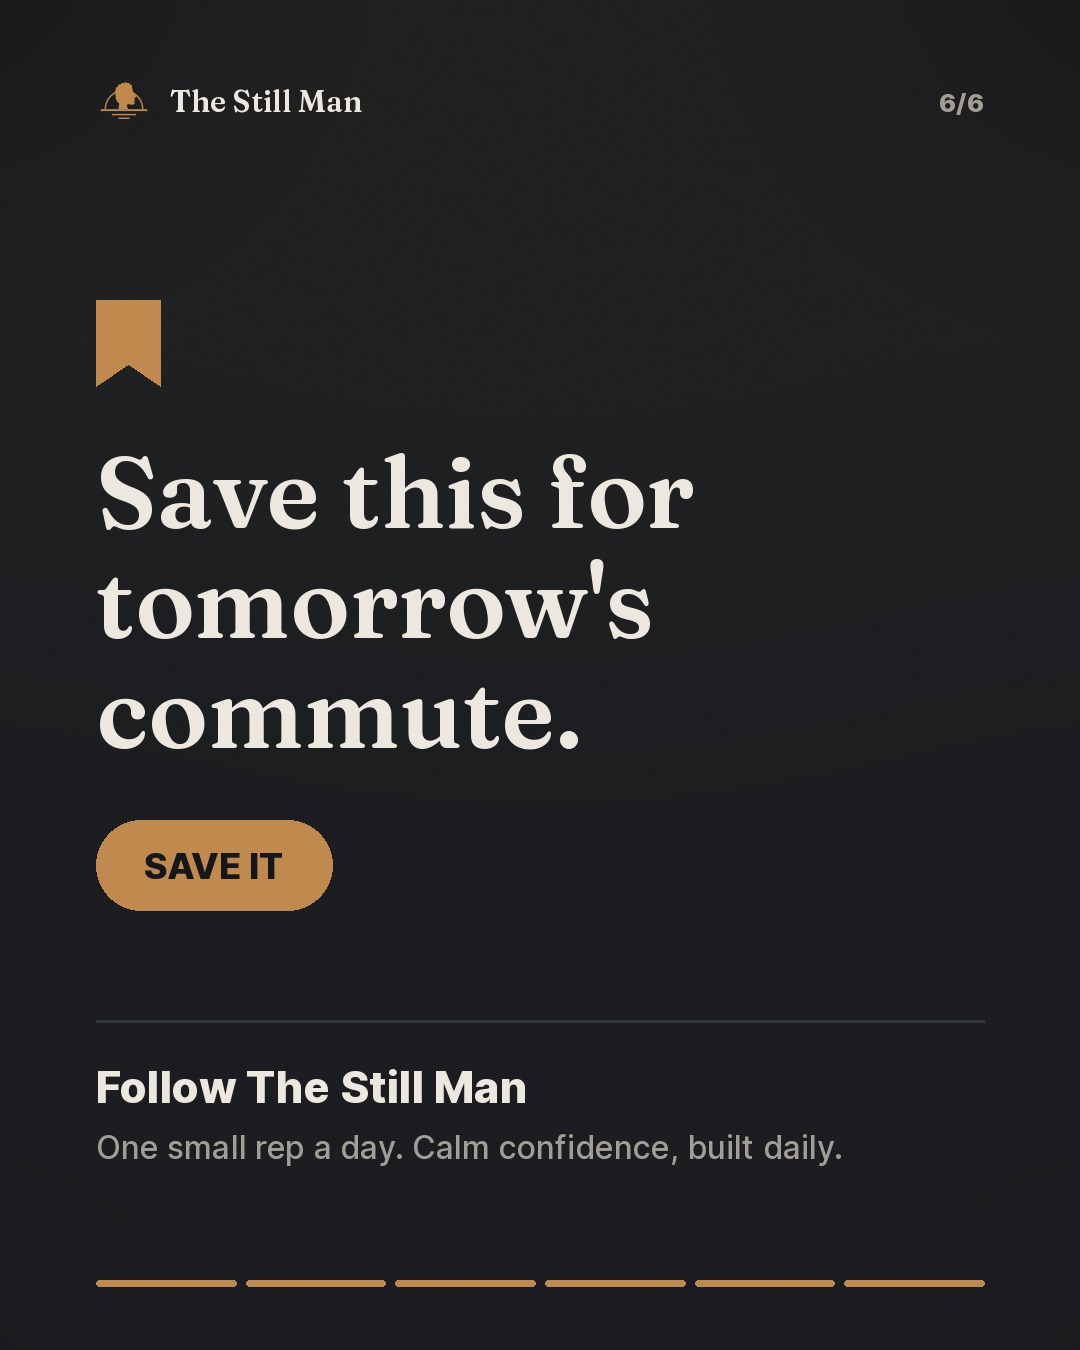 The Still Man
6/6
Save this for
tomorrow's
commute.
SAVE IT
Follow The Still Man
One small rep a day. Calm confidence, built daily.